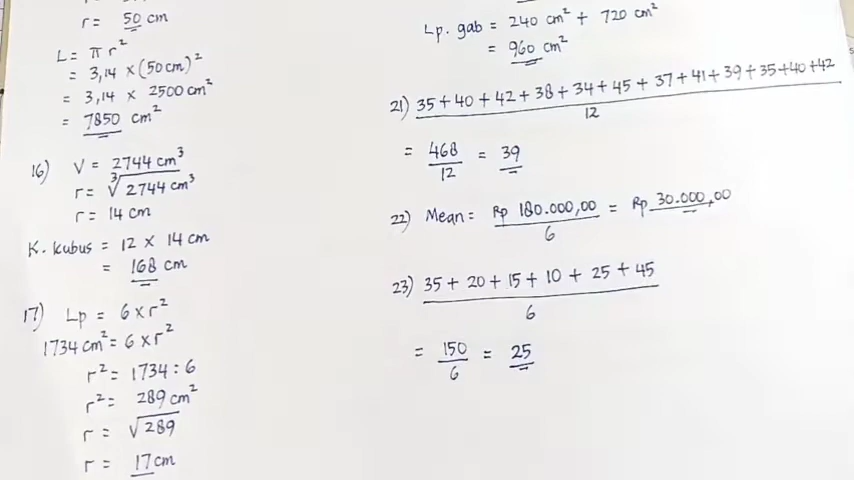 r = 50 cm
L = π r²
= 3,14 × (50 cm)²
= 3,14 × 2500 cm²
= 7850 cm²
16) V = 2744 cm³
r = ∛2744 cm³
r = 14 cm
K. kubus = 12 × 14 cm
= 168 cm
17) Lp = 6 × r²
1734 cm² = 6 × r²
r² = 1734 : 6
r² = 289 cm²
r = √289
r = 17 cm
Lp. gab = 240 cm² + 720 cm²
= 960 cm²
21) 35 + 40 + 42 + 38 + 34 + 45 + 37 + 41 + 39 + 35 + 40 + 42
12
= 468/12 = 39
22) Mean = Rp 180.000,00/6 = Rp 30.000,00
23) 35 + 20 + 15 + 10 + 25 + 45
6
= 150/6 = 25